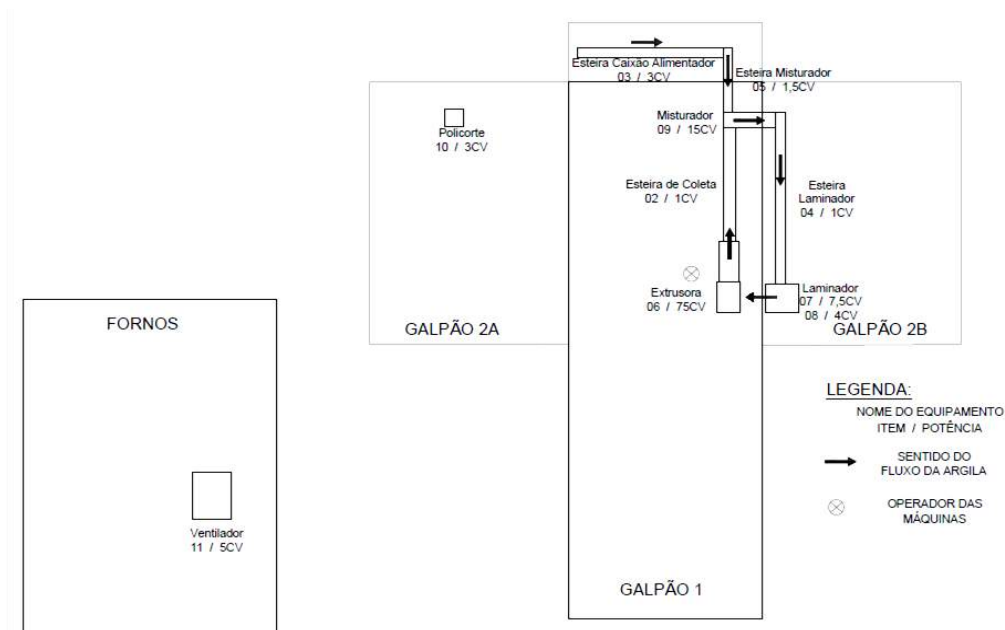 Esteira Caixão Alimentador
03 / 3CV
Esteira Misturador
05 / 1,5CV
Policorte
10 / 3CV
Misturador
09 / 15CV
Esteira de Coleta
02 / 1CV
Esteira
Laminador
04 / 1CV
Extrusora
06 / 75CV
Laminador
07 / 7,5CV
08 / 4CV
FORNOS
GALPÃO 2A
GALPÃO 2B
LEGENDA:
NOME DO EQUIPAMENTO
ITEM / POTÊNCIA
SENTIDO DO
FLUXO DA ARGILA
OPERADOR DAS
MÁQUINAS
Ventilador
11 / 5CV
GALPÃO 1